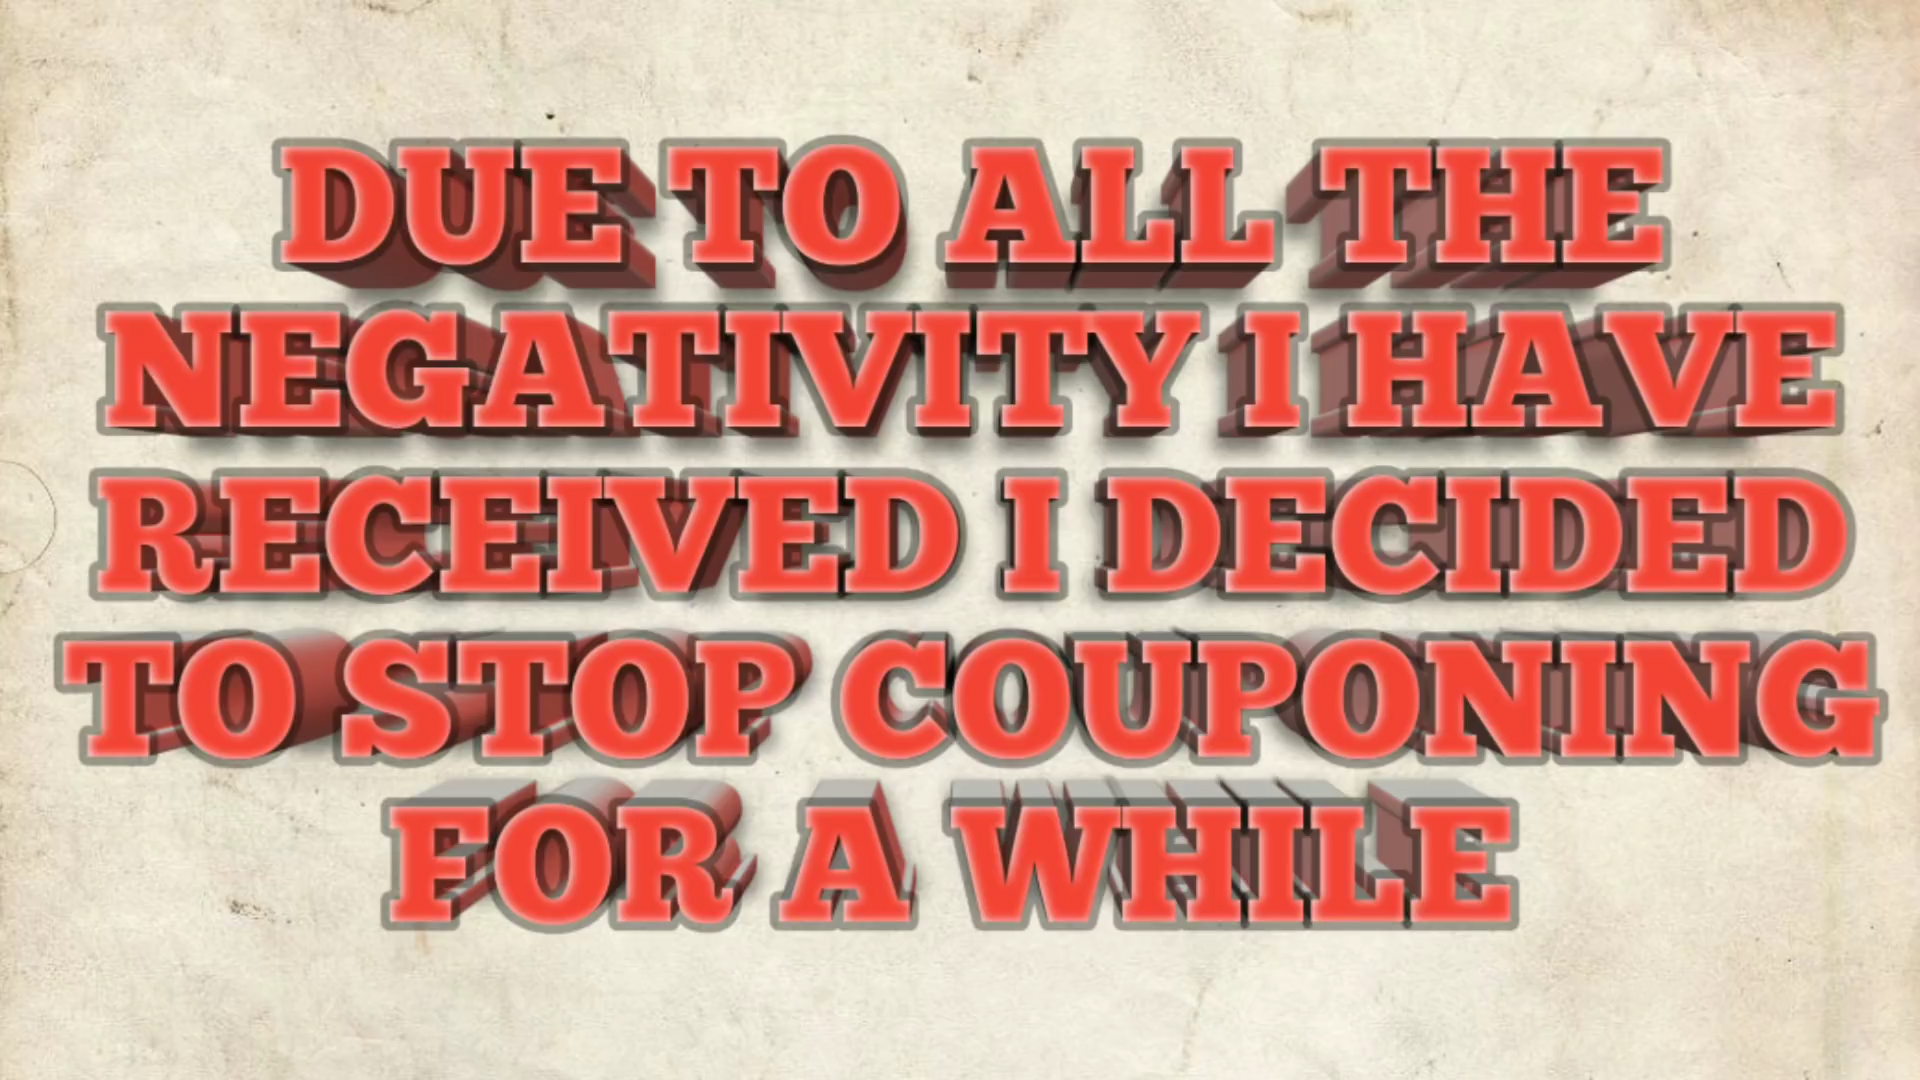 DUE TO ALL THE
NEGATIVITY I HAVE
RECEIVED I DECIDED
TO STOP COUPONING
FOR A WHILE